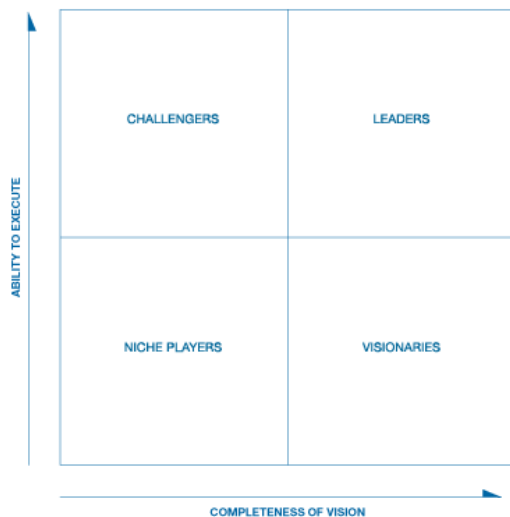 CHALLENGERS
LEADERS
ABILITY TO EXECUTE
NICHE PLAYERS
VISIONARIES
COMPLETENESS OF VISION